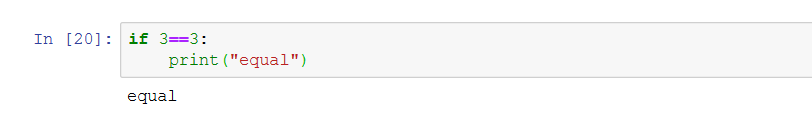 In [20]: if 3==3:
    print("equal")
equal